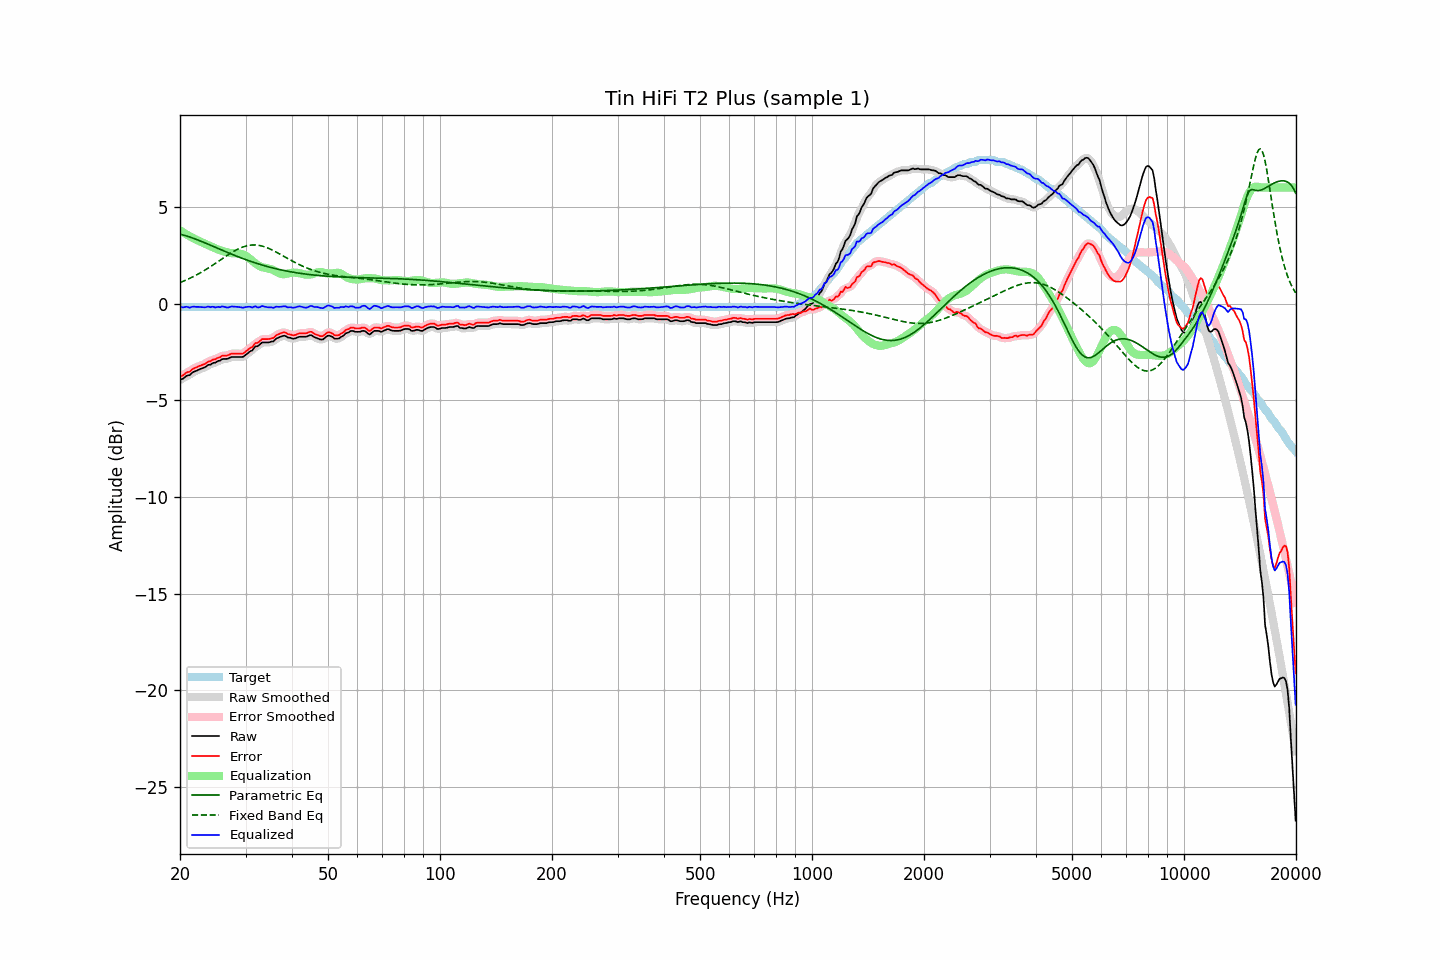 Tin HiFi T2 Plus (sample 1)
Amplitude (dBr)
5
0
−5
−10
−15
−20
−25
Target
Raw Smoothed
Error Smoothed
Raw
Error
Equalization
Parametric Eq
Fixed Band Eq
Equalized
20 50 100 200 500 1000 2000 5000 10000 20000
Frequency (Hz)